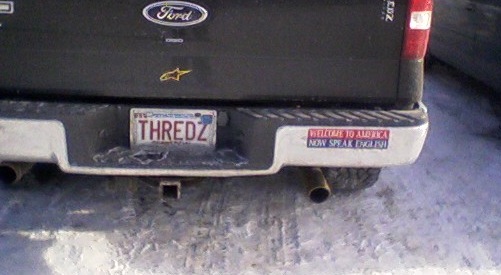 Ford
THREDZ
WELCOME TO AMERICA
NOW SPEAK ENGLISH